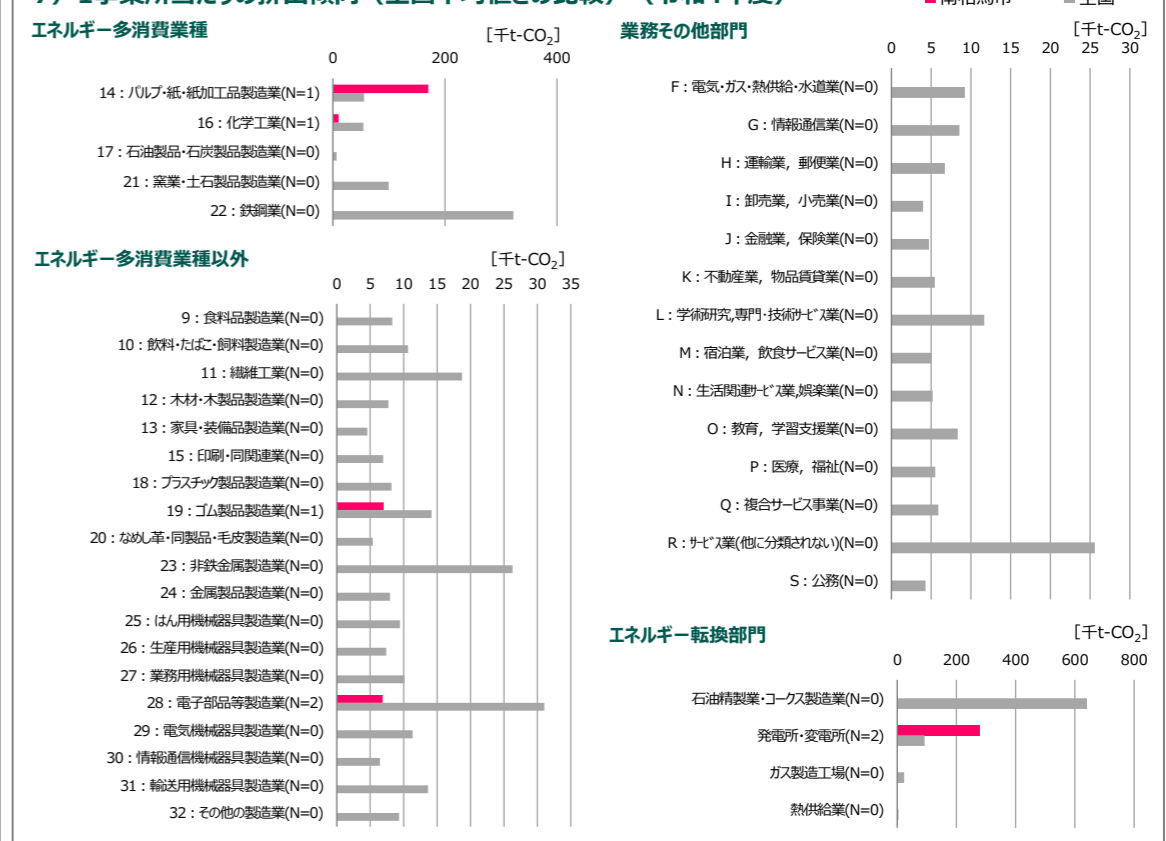 エネルギー多消費業種
[千t-CO2]
0 200 400
14：パルプ・紙・紙加工品製造業(N=1)
16：化学工業(N=1)
17：石油製品・石炭製品製造業(N=0)
21：窯業・土石製品製造業(N=0)
22：鉄鋼業(N=0)
エネルギー多消費業種以外
[千t-CO2]
0 5 10 15 20 25 30 35
9：食料品製造業(N=0)
10：飲料・たばこ・飼料製造業(N=0)
11：繊維工業(N=0)
12：木材・木製品製造業(N=0)
13：家具・装備品製造業(N=0)
15：印刷・同関連業(N=0)
18：プラスチック製品製造業(N=0)
19：ゴム製品製造業(N=1)
20：なめし革・同製品・毛皮製造業(N=0)
23：非鉄金属製造業(N=0)
24：金属製品製造業(N=0)
25：はん用機械器具製造業(N=0)
26：生産用機械器具製造業(N=0)
27：業務用機械器具製造業(N=0)
28：電子部品等製造業(N=2)
29：電気機械器具製造業(N=0)
30：情報通信機械器具製造業(N=0)
31：輸送用機械器具製造業(N=0)
32：その他の製造業(N=0)
業務その他部門
[千t-CO2]
0 5 10 15 20 25 30
F：電気・ガス・熱供給・水道業(N=0)
G：情報通信業(N=0)
H：運輸業，郵便業(N=0)
I：卸売業，小売業(N=0)
J：金融業，保険業(N=0)
K：不動産業，物品賃貸業(N=0)
L：学術研究,専門・技術サービス業(N=0)
M：宿泊業，飲食サービス業(N=0)
N：生活関連サービス業,娯楽業(N=0)
O：教育，学習支援業(N=0)
P：医療，福祉(N=0)
Q：複合サービス事業(N=0)
R：サービス業(他に分類されない)(N=0)
S：公務(N=0)
エネルギー転換部門
[千t-CO2]
0 200 400 600 800
石油精製業・コークス製造業(N=0)
発電所・変電所(N=2)
ガス製造工場(N=0)
熱供給業(N=0)